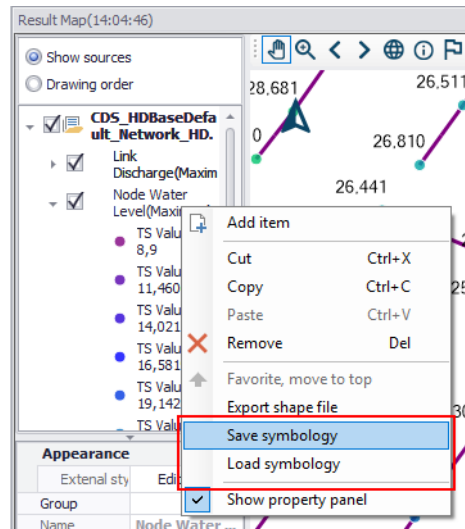 Result Map(14:04:46)
Show sources
Drawing order
CDS_HDBaseDefa
ult_Network_HD.
Link
Discharge(Maxim
Node Water
Level(Maxi
TS Valu
8,9
TS Valu
11,460
TS Valu
14,021
TS Valu
16,581
TS Valu
19,142
TS Valu
28,681
26,511
0
26,810
26,441
Add item
Cut Ctrl+X
Copy Ctrl+C
Paste Ctrl+V
Remove Del
Favorite, move to top
Export shape file
Save symbology
Load symbology
Show property panel
Appearance
Extenal sty Edi
Group
Name Node Water ...